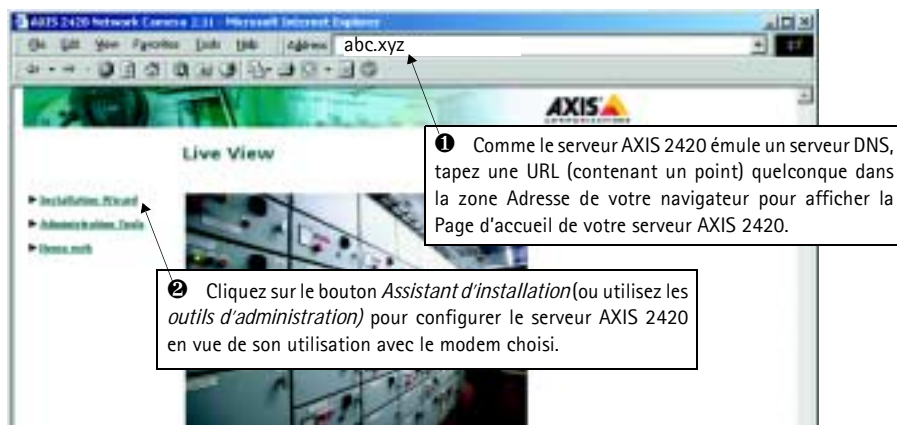 AXIS 2420 Network Camera 2.31 - Microsoft Internet Explorer
File Edit View Favorites Tools Help Address abc.xyz
AXIS
COMMUNICATIONS
Live View
❶ Comme le serveur AXIS 2420 émule un serveur DNS,
tapez une URL (contenant un point) quelconque dans
la zone Adresse de votre navigateur pour afficher la
Page d'accueil de votre serveur AXIS 2420.
Installation Wizard
Administration Tools
Demo mode
❷ Cliquez sur le bouton Assistant d'installation (ou utilisez les
outils d'administration) pour configurer le serveur AXIS 2420
en vue de son utilisation avec le modem choisi.